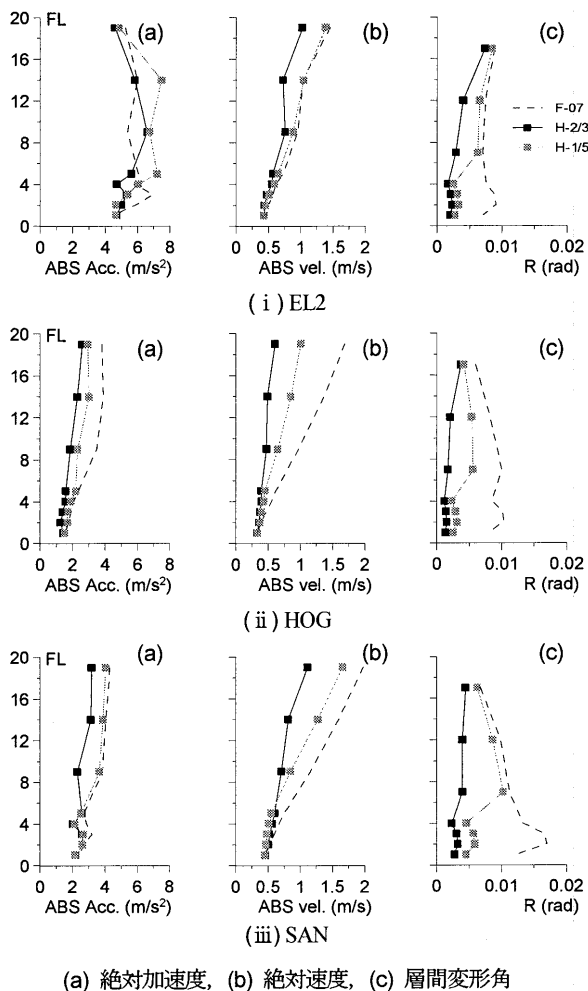 20 FL (a) (b) (c)
16
12
8
4
0
F-07
H-2/3
H-1/5
0 2 4 6 8 0 0.5 1 1.5 2 0 0.01 0.02
ABS Acc. (m/s²) ABS vel. (m/s) R (rad)
(i) EL2
20 FL (a) (b) (c)
16
12
8
4
0
0 2 4 6 8 0 0.5 1 1.5 2 0 0.01 0.02
ABS Acc. (m/s²) ABS vel. (m/s) R (rad)
(ii) HOG
(a) (b) (c)
20 FL
16
12
8
4
0
0 2 4 6 8 0 0.5 1 1.5 2 0 0.01 0.02
ABS Acc. (m/s²) ABS vel. (m/s) R (rad)
(iii) SAN
(a) 絶対加速度, (b) 絶対速度, (c) 層間変形角